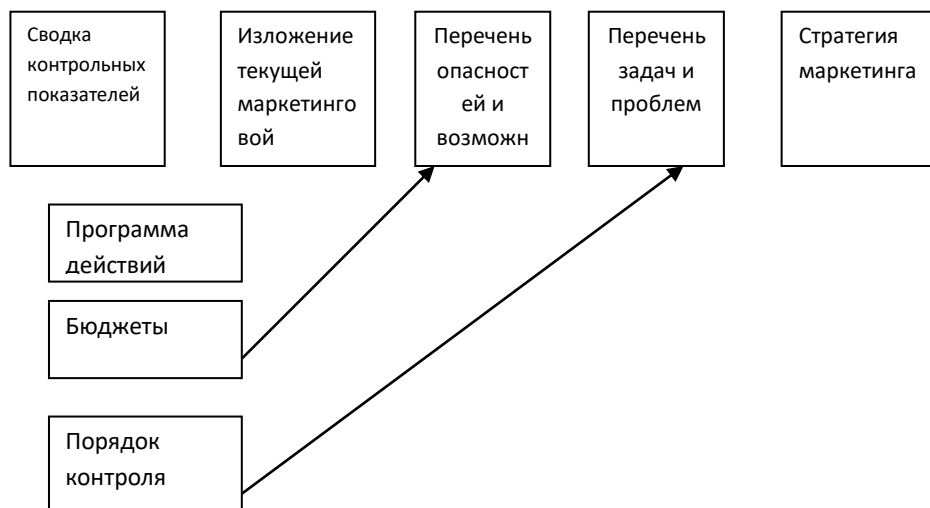 Сводка
контрольных
показателей
Изложение
текущей
маркетинго
вой
Перечень
опасност
ей и
возможн
Перечень
задач и
проблем
Стратегия
маркетинга
Программа
действий
Бюджеты
Порядок
контроля